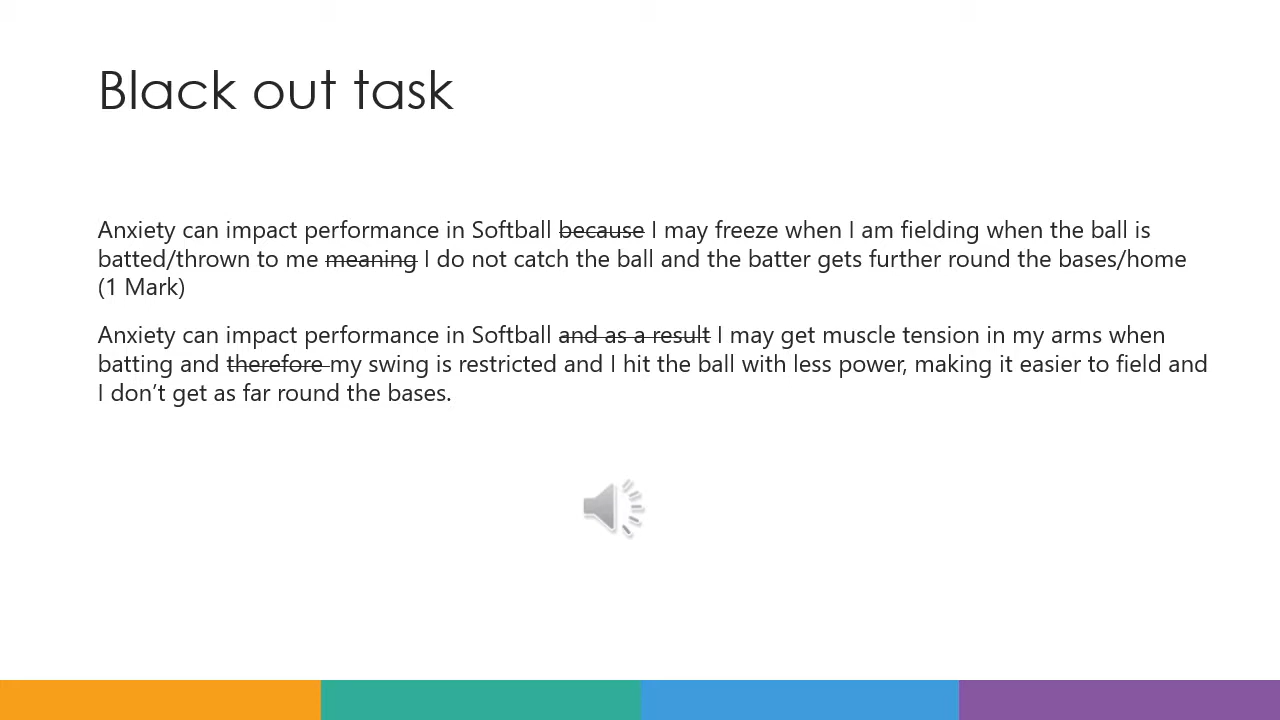 Black out task
Anxiety can impact performance in Softball because I may freeze when I am fielding when the ball is
batted/thrown to me meaning I do not catch the ball and the batter gets further round the bases/home
(1 Mark)
Anxiety can impact performance in Softball and as a result I may get muscle tension in my arms when
batting and therefore my swing is restricted and I hit the ball with less power, making it easier to field and
I don’t get as far round the bases.